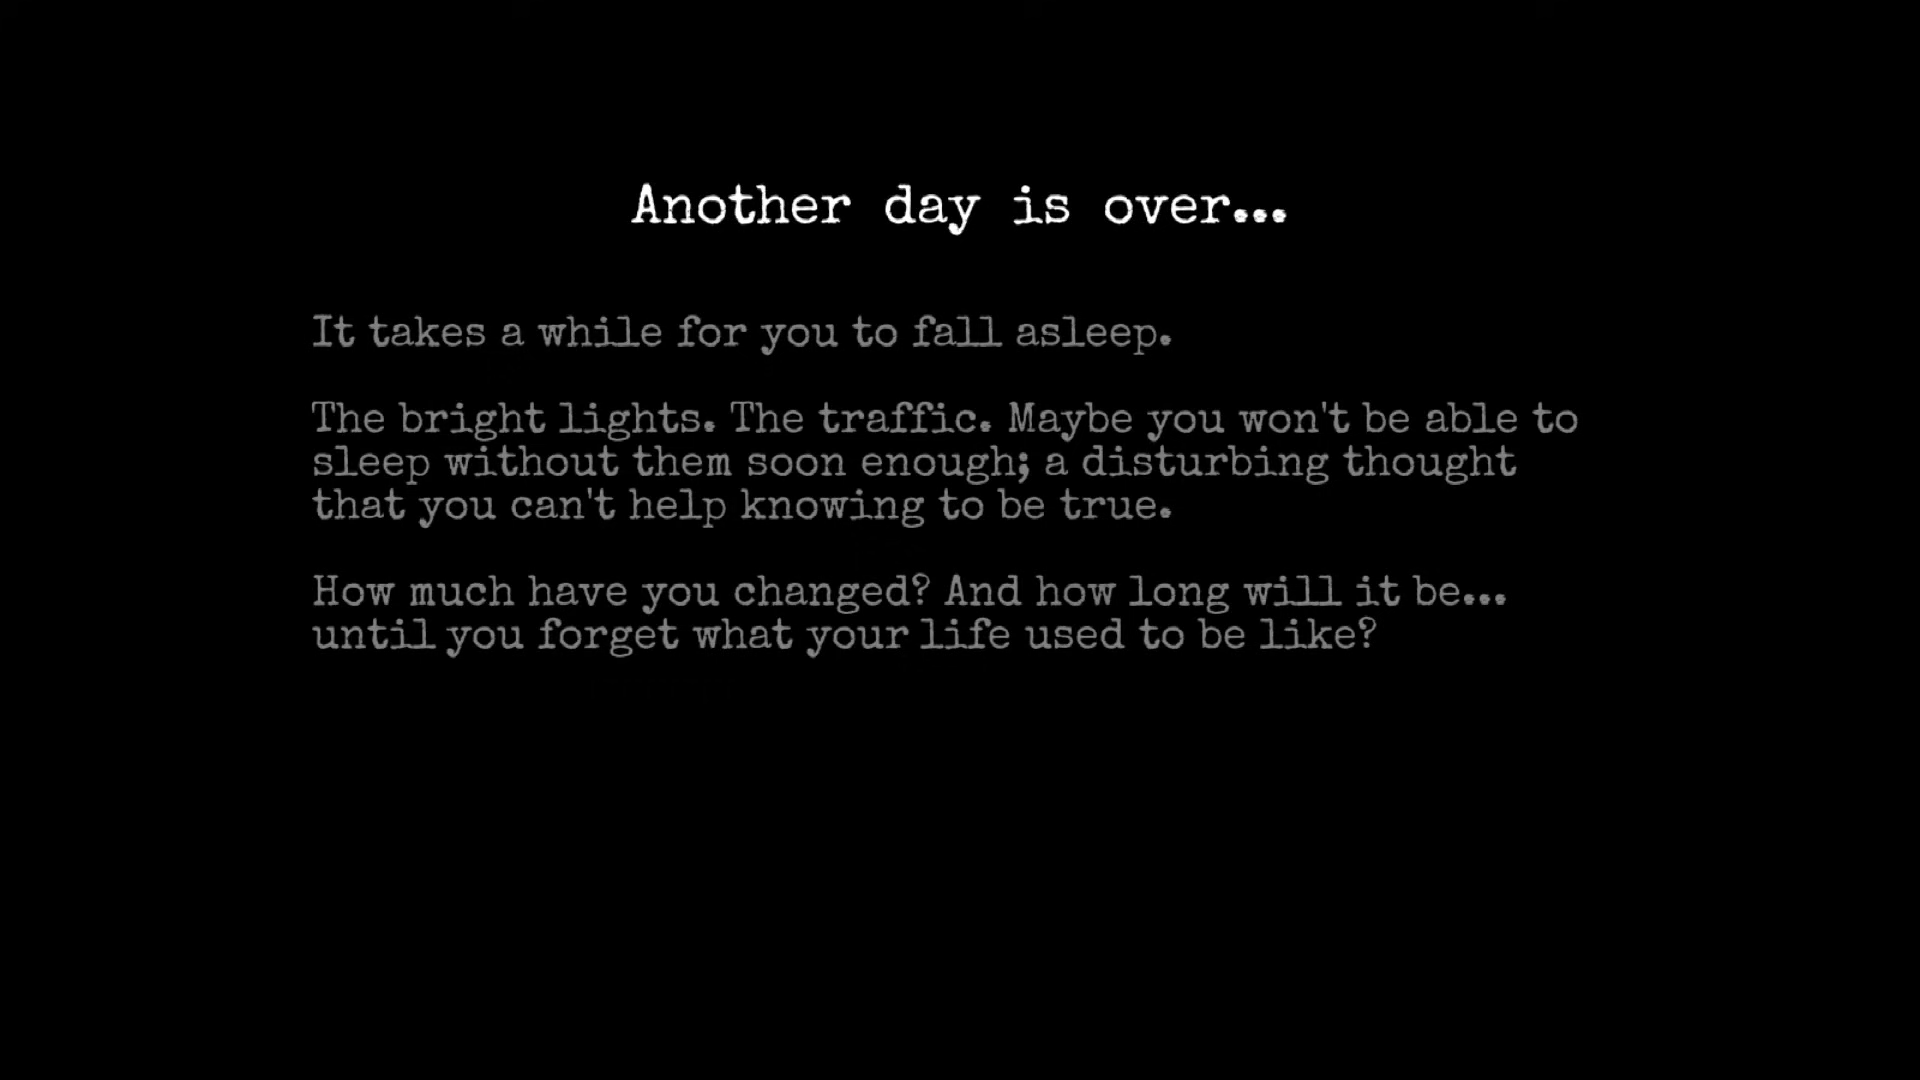 Another day is over...
It takes a while for you to fall asleep.
The bright lights. The traffic. Maybe you won't be able to
sleep without them soon enough; a disturbing thought
that you can't help knowing to be true.
How much have you changed? And how long will it be...
until you forget what your life used to be like?